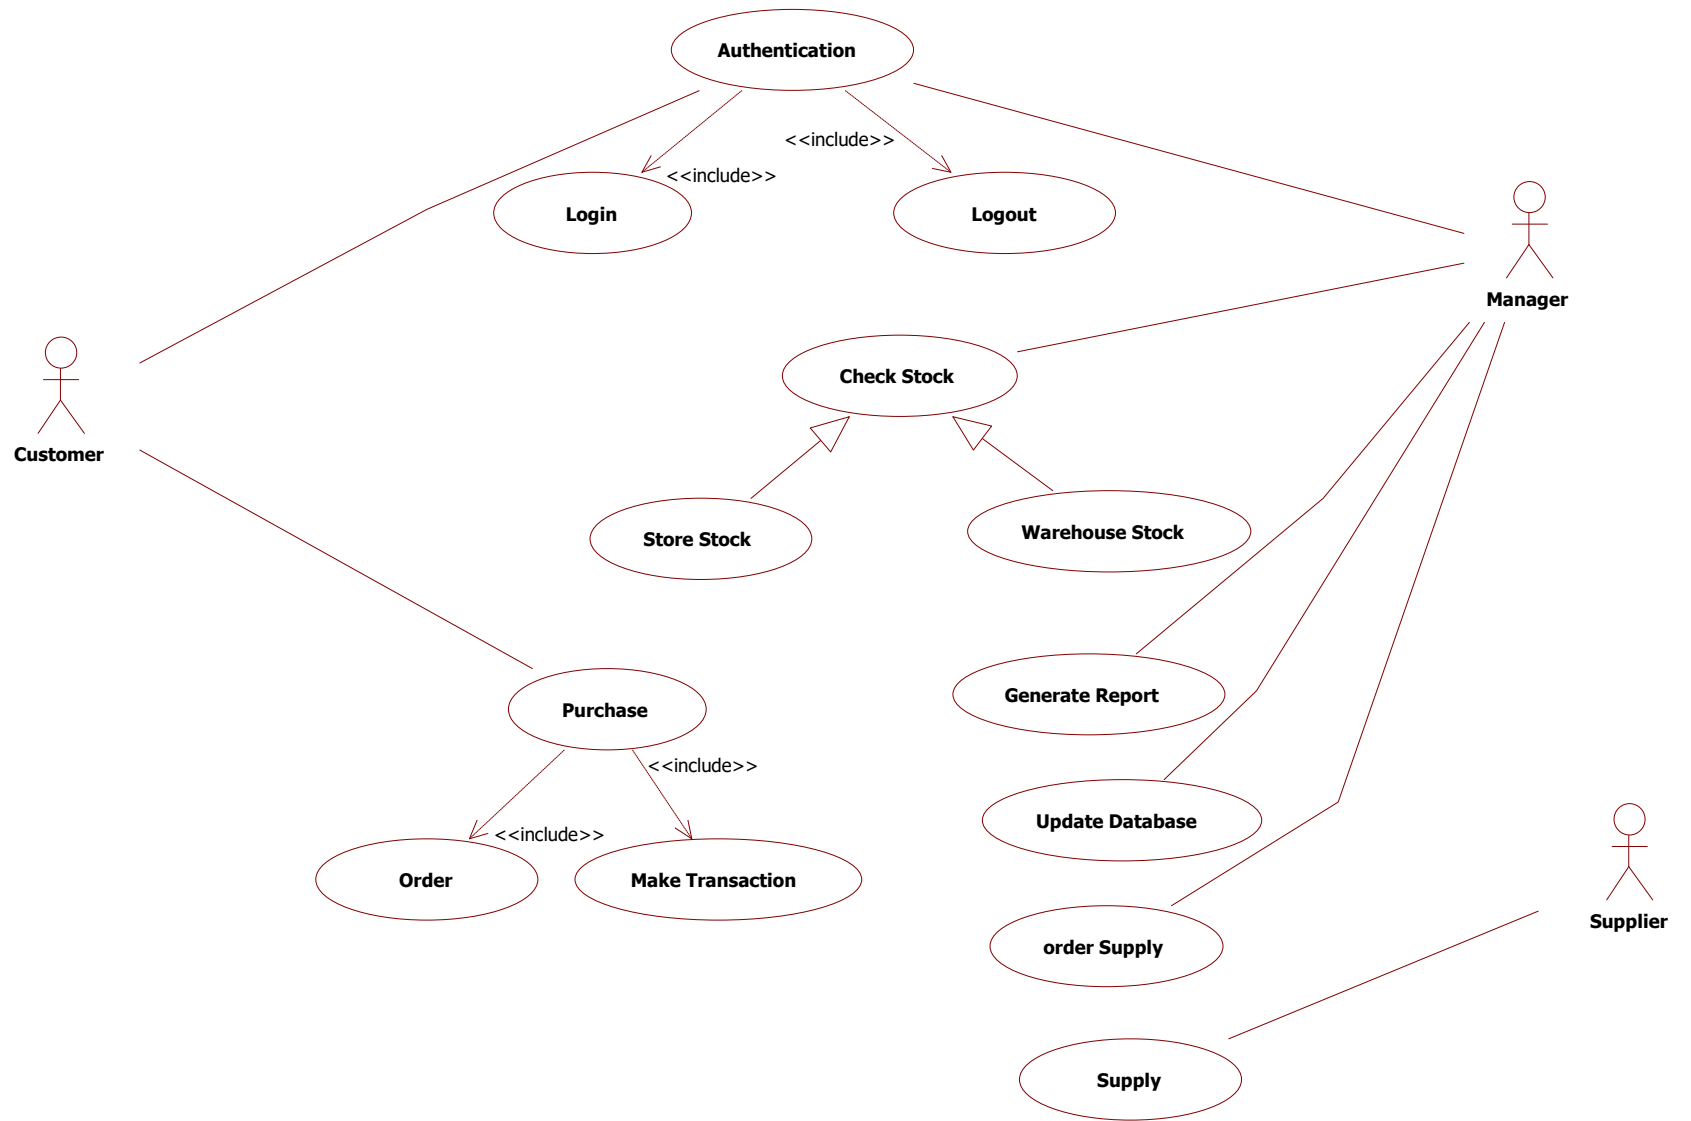 Authentication
<<include>>
<<include>>
Login
Logout
Manager
Check Stock
Customer
Store Stock
Warehouse Stock
Generate Report
Purchase
<<include>>
Update Database
<<include>>
Order
Make Transaction
Supplier
order Supply
Supply